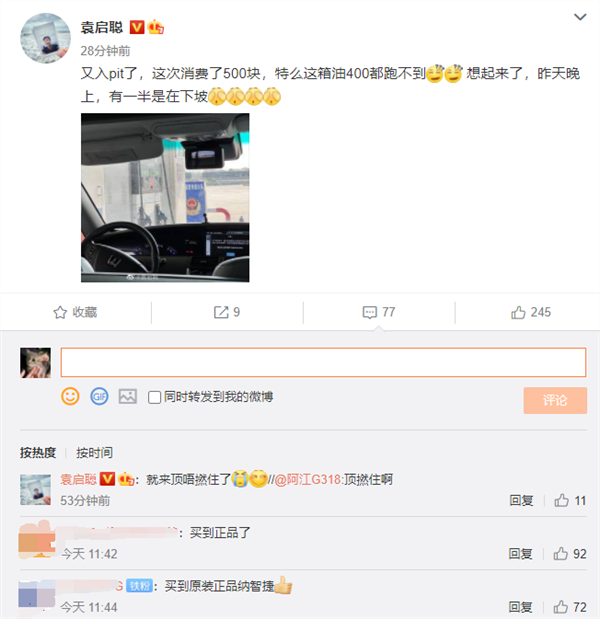 袁启聪
28分钟前
又入pit了，这次消费了500块，特么这箱油400都跑不到 想起来了，昨天晚
上，有一半是在下坡
收藏
9
77
245
GIF
同时转发到我的微博
评论
按热度 按时间
袁启聪：就来顶唔撚住了//@阿江G318:顶撚住啊
53分钟前
回复 11
：买到正品了
今天 11:42
回复 92
G 铁粉：买到原装正品纳智捷
今天 11:44
回复 72